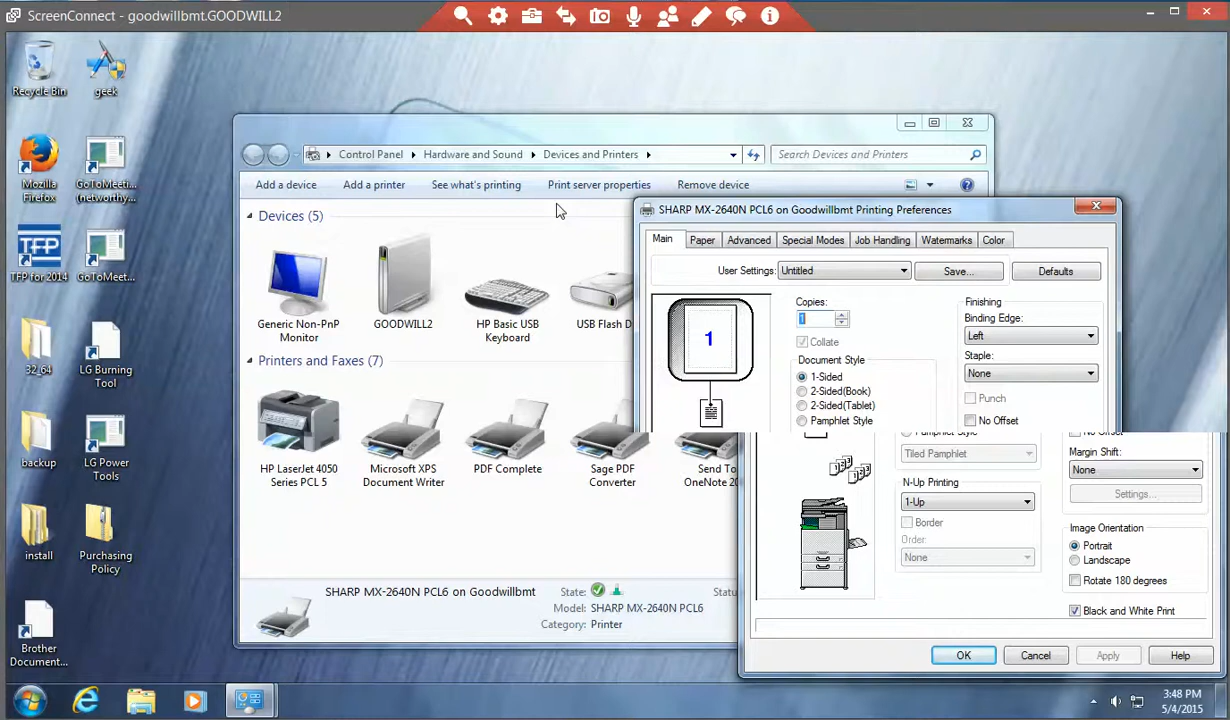 ScreenConnect - goodwillbmt.GOODWILL2
Recycle Bin
geek
Mozilla
Firefox
GoToMeeti...
(networthy...
TFP
TFP for 2014
GoToMeet...
32_64
LG Burning
Tool
backup
LG Power
Tools
install
Purchasing
Policy
Brother
Document...
Control Panel
Hardware and Sound
Devices and Printers
Search Devices and Printers
Add a device
Add a printer
See what's printing
Print server properties
Remove device
Devices (5)
Generic Non-PnP
Monitor
GOODWILL2
HP Basic USB
Keyboard
USB Flash D
Printers and Faxes (7)
HP LaserJet 4050
Series PCL 5
Microsoft XPS
Document Writer
PDF Complete
Sage PDF
Converter
Send To
OneNote 20
SHARP MX-2640N PCL6 on Goodwillbmt
State:
Status
Model: SHARP MX-2640N PCL6
Category: Printer
SHARP MX-2640N PCL6 on Goodwillbmt Printing Preferences
Main
Paper
Advanced
Special Modes
Job Handling
Watermarks
Color
User Settings:
Untitled
Save...
Defaults
1
Copies:
1
Collate
Document Style
1-Sided
2-Sided(Book)
2-Sided(Tablet)
Pamphlet Style
Finishing
Binding Edge:
Left
Staple:
None
Punch
No Offset
Tiled Pamphlet
N-Up Printing
1-Up
Border
Order:
None
Margin Shift:
None
Settings...
Image Orientation
Portrait
Landscape
Rotate 180 degrees
Black and White Print
OK
Cancel
Apply
Help
3:48 PM
5/4/2015